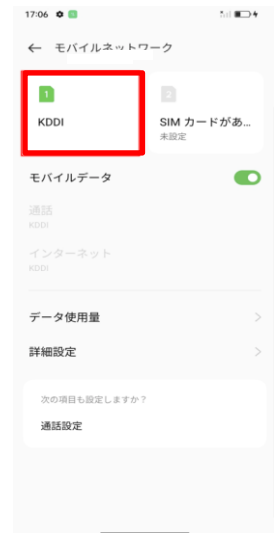 17:06
← モバイルネットワーク
1
2
KDDI
SIM カードがあ...
未設定
モバイルデータ
通話
KDDI
インターネット
KDDI
データ使用量
詳細設定
次の項目も設定しますか？
通話設定